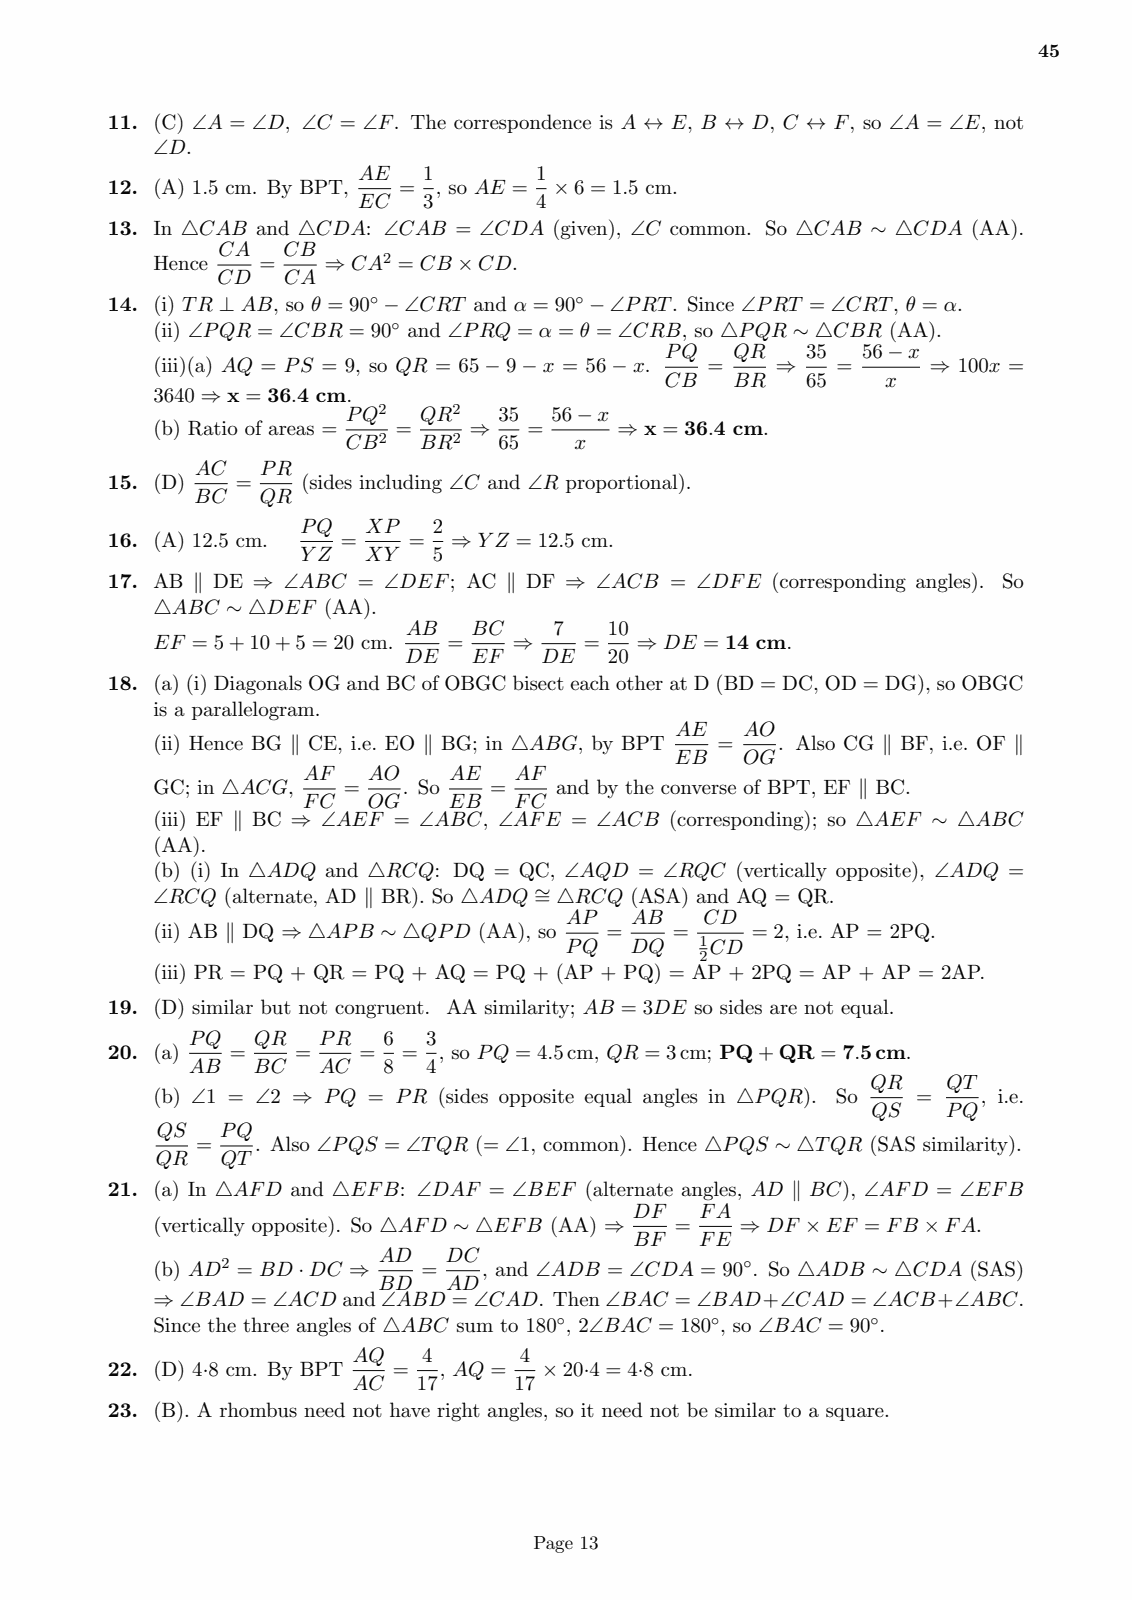 45
11. (C) ∠A = ∠D, ∠C = ∠F. The correspondence is A ↔ E, B ↔ D, C ↔ F, so ∠A = ∠E, not
∠D.
12. (A) 1.5 cm. By BPT, AE/EC = 1/3, so AE = 1/4 × 6 = 1.5 cm.
13. In △CAB and △CDA: ∠CAB = ∠CDA (given), ∠C common. So △CAB ∼ △CDA (AA).
Hence CA/CD = CB/CA ⇒ CA² = CB × CD.
14. (i) TR ⊥ AB, so θ = 90° − ∠CRT and α = 90° − ∠PRT. Since ∠PRT = ∠CRT, θ = α.
(ii) ∠PQR = ∠CBR = 90° and ∠PRQ = α = θ = ∠CRB, so △PQR ∼ △CBR (AA).
(iii)(a) AQ = PS = 9, so QR = 65 − 9 − x = 56 − x. PQ/CB = QR/BR ⇒ 35/65 = (56 − x)/x ⇒ 100x =
3640 ⇒ x = 36.4 cm.
(b) Ratio of areas = PQ²/CB² = QR²/BR² ⇒ 35/65 = (56 − x)/x ⇒ x = 36.4 cm.
15. (D) AC/BC = PR/QR (sides including ∠C and ∠R proportional).
16. (A) 12.5 cm. PQ/YZ = XP/XY = 2/5 ⇒ YZ = 12.5 cm.
17. AB ∥ DE ⇒ ∠ABC = ∠DEF; AC ∥ DF ⇒ ∠ACB = ∠DFE (corresponding angles). So
△ABC ∼ △DEF (AA).
EF = 5 + 10 + 5 = 20 cm. AB/DE = BC/EF ⇒ 7/DE = 10/20 ⇒ DE = 14 cm.
18. (a) (i) Diagonals OG and BC of OBGC bisect each other at D (BD = DC, OD = DG), so OBGC
is a parallelogram.
(ii) Hence BG ∥ CE, i.e. EO ∥ BG; in △ABG, by BPT AE/EB = AO/OG. Also CG ∥ BF, i.e. OF ∥
GC; in △ACG, AF/FC = AO/OG. So AE/EB = AF/FC and by the converse of BPT, EF ∥ BC.
(iii) EF ∥ BC ⇒ ∠AEF = ∠ABC, ∠AFE = ∠ACB (corresponding); so △AEF ∼ △ABC
(AA).
(b) (i) In △ADQ and △RCQ: DQ = QC, ∠AQD = ∠RQC (vertically opposite), ∠ADQ =
∠RCQ (alternate, AD ∥ BR). So △ADQ ≅ △RCQ (ASA) and AQ = QR.
(ii) AB ∥ DQ ⇒ △APB ∼ △QPD (AA), so AP/PQ = AB/DQ = CD/(½CD) = 2, i.e. AP = 2PQ.
(iii) PR = PQ + QR = PQ + AQ = PQ + (AP + PQ) = AP + 2PQ = AP + AP = 2AP.
19. (D) similar but not congruent. AA similarity; AB = 3DE so sides are not equal.
20. (a) PQ/AB = QR/BC = PR/AC = 6/8 = 3/4, so PQ = 4.5 cm, QR = 3 cm; PQ + QR = 7.5 cm.
(b) ∠1 = ∠2 ⇒ PQ = PR (sides opposite equal angles in △PQR). So QR/QS = QT/PQ, i.e.
QS/QR = PQ/QT. Also ∠PQS = ∠TQR (= ∠1, common). Hence △PQS ∼ △TQR (SAS similarity).
21. (a) In △AFD and △EFB: ∠DAF = ∠BEF (alternate angles, AD ∥ BC), ∠AFD = ∠EFB
(vertically opposite). So △AFD ∼ △EFB (AA) ⇒ DF/BF = FA/FE ⇒ DF × EF = FB × FA.
(b) AD² = BD · DC ⇒ AD/BD = DC/AD, and ∠ADB = ∠CDA = 90°. So △ADB ∼ △CDA (SAS)
⇒ ∠BAD = ∠ACD and ∠ABD = ∠CAD. Then ∠BAC = ∠BAD+∠CAD = ∠ACB+∠ABC.
Since the three angles of △ABC sum to 180°, 2∠BAC = 180°, so ∠BAC = 90°.
22. (D) 4·8 cm. By BPT AQ/AC = 4/17, AQ = 4/17 × 20·4 = 4·8 cm.
23. (B). A rhombus need not have right angles, so it need not be similar to a square.
Page 13